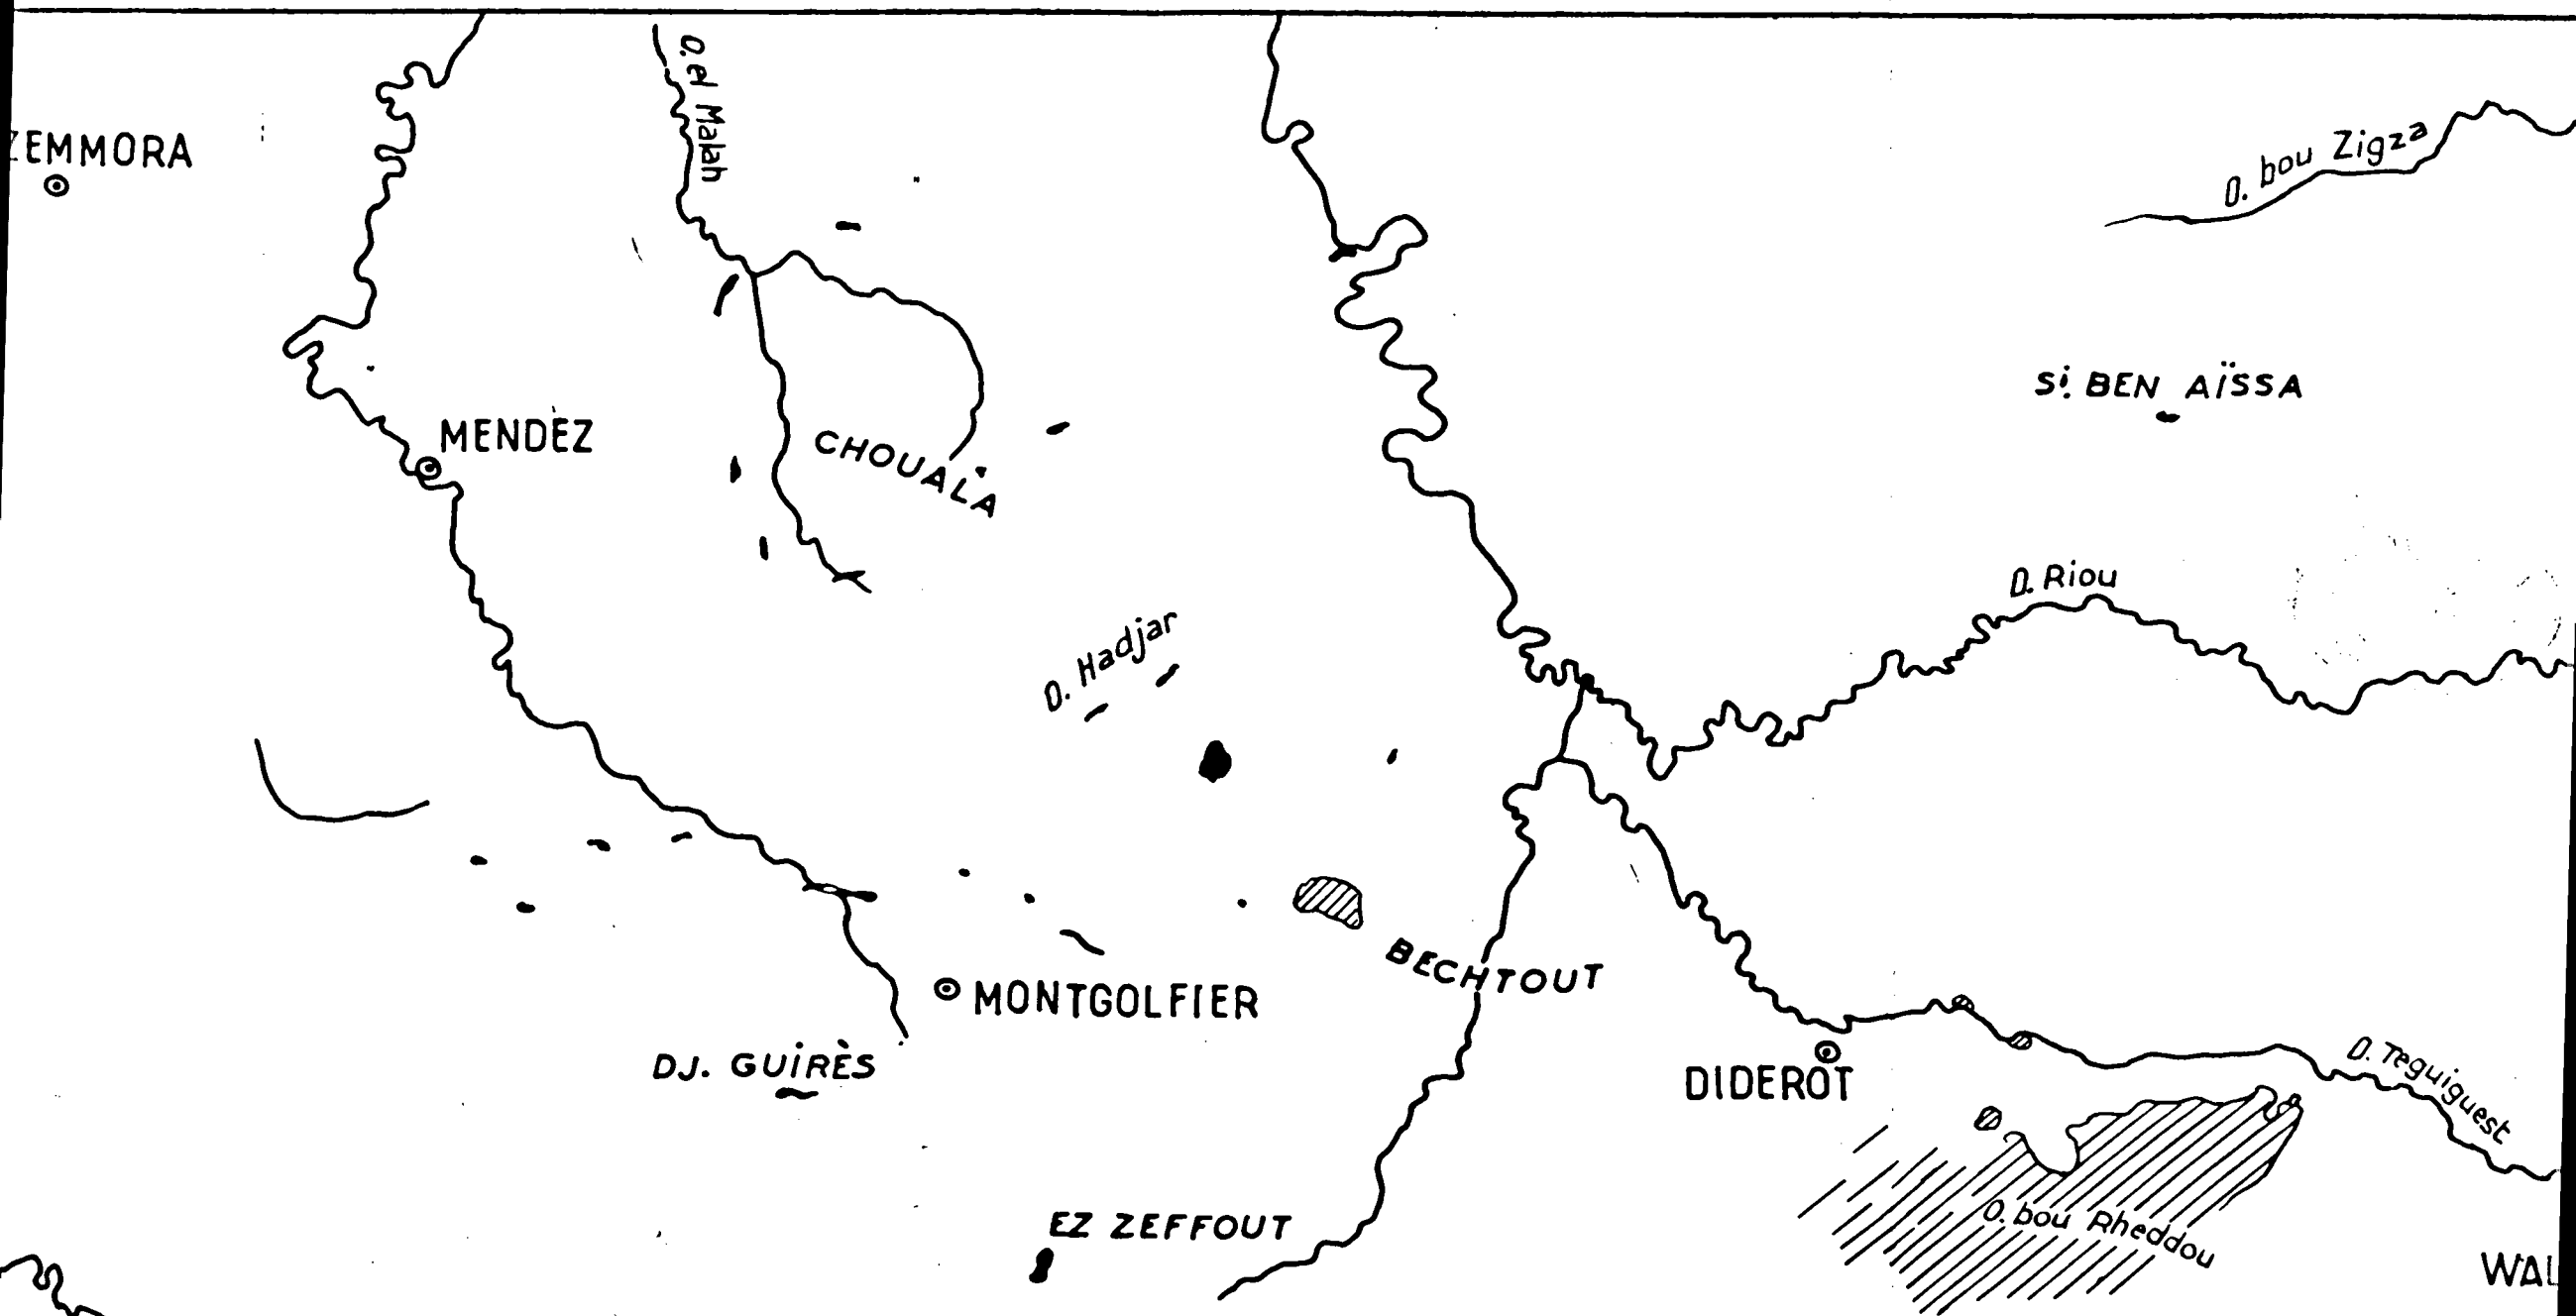 O. el Malah
ZEMMORA
O. bou Zigza
Si. BEN AÏSSA
MENDÈZ
CHOUALA
O. Riou
O. Hadjar
BECHTOUT
MONTGOLFIER
DJ. GUIRÈS
DIDEROT
O. Teguiguest
EZ ZEFFOUT
O. bou Rheddou
WAL